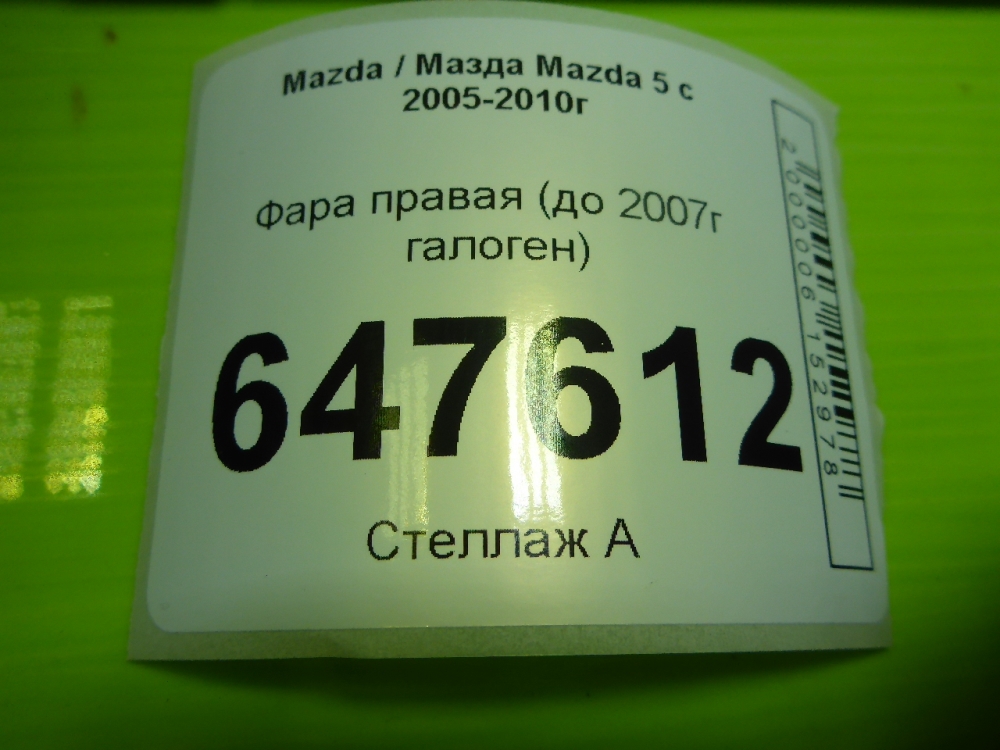 Mazda / Мазда Mazda 5 с
2005-2010г
Фара правая (до 2007г
галоген)
647612
Стеллаж А
2000006152978